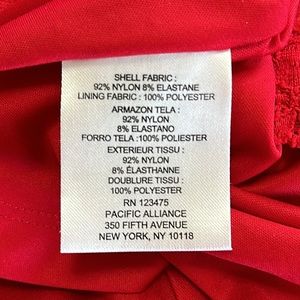 SHELL FABRIC :
92% NYLON 8% ELASTANE
LINING FABRIC : 100% POLYESTER
ARMAZON TELA :
92% NYLON
8% ELASTANO
FORRO TELA :100% POLIESTER
EXTERIEUR TISSU :
92% NYLON
8% ÉLASTHANNE
DOUBLURE TISSU :
100% POLYESTER
RN 123475
PACIFIC ALLIANCE
350 FIFTH AVENUE
NEW YORK, NY 10118